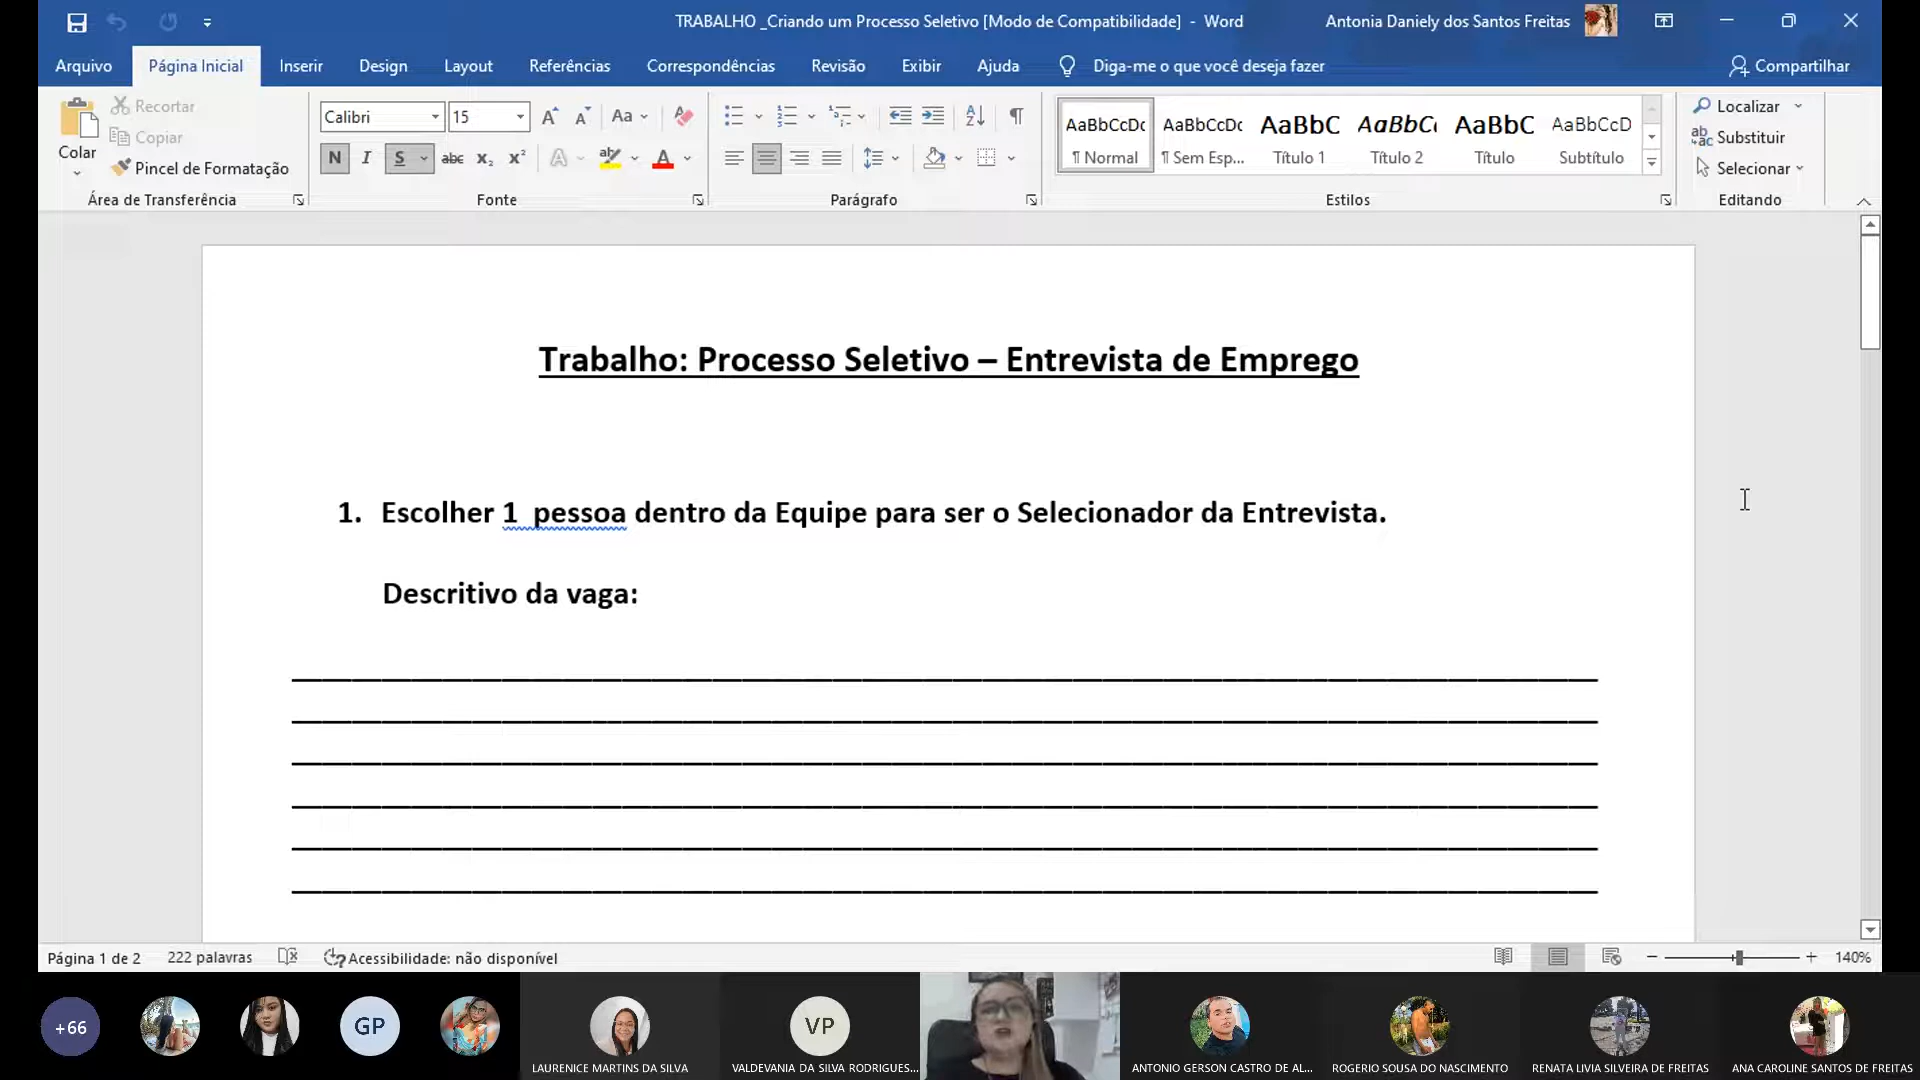 TRABALHO _Criando um Processo Seletivo [Modo de Compatibilidade] - Word
Antonia Daniely dos Santos Freitas
Arquivo
Página Inicial
Inserir
Design
Layout
Referências
Correspondências
Revisão
Exibir
Ajuda
Diga-me o que você deseja fazer
Compartilhar
Colar
Recortar
Copiar
Pincel de Formatação
Área de Transferência
Calibri
15
Aa
N
I
S
abc
x₂
x²
A
A
Fonte
Parágrafo
AaBbCcDc
¶ Normal
AaBbCcDc
¶ Sem Esp...
AaBbC
Título 1
AaBbC
Título 2
AaBbC
Título
AaBbCcD
Subtítulo
Estilos
Localizar
Substituir
Selecionar
Editando
Trabalho: Processo Seletivo – Entrevista de Emprego
1. Escolher 1 pessoa dentro da Equipe para ser o Selecionador da Entrevista.
Descritivo da vaga:
Página 1 de 2
222 palavras
Acessibilidade: não disponível
140%
+66
GP
LAURENICE MARTINS DA SILVA
VP
VALDEVANIA DA SILVA RODRIGUES...
ANTONIO GERSON CASTRO DE AL...
ROGERIO SOUSA DO NASCIMENTO
RENATA LIVIA SILVEIRA DE FREITAS
ANA CAROLINE SANTOS DE FREITAS